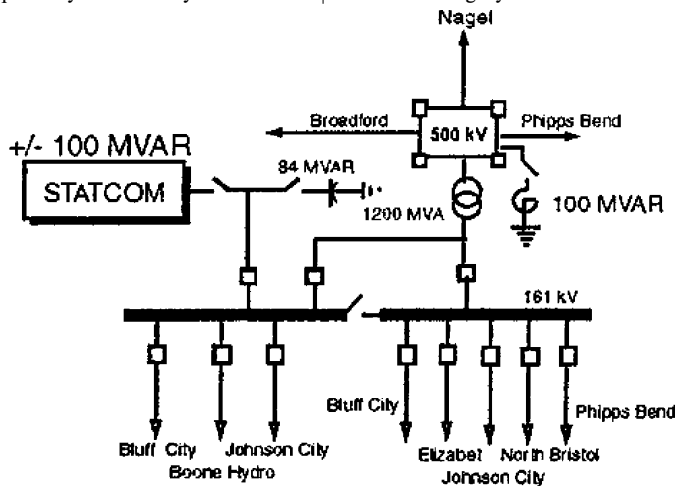 Nagel
Broadford
500 kV
Phipps Bend
+/- 100 MVAR
STATCOM
84 MVAR
1200 MVA
100 MVAR
161 kV
Bluff City
Phipps Bend
Bluff City
Johnson City
Elizabet
North Bristol
Boone Hydro
Johnson City